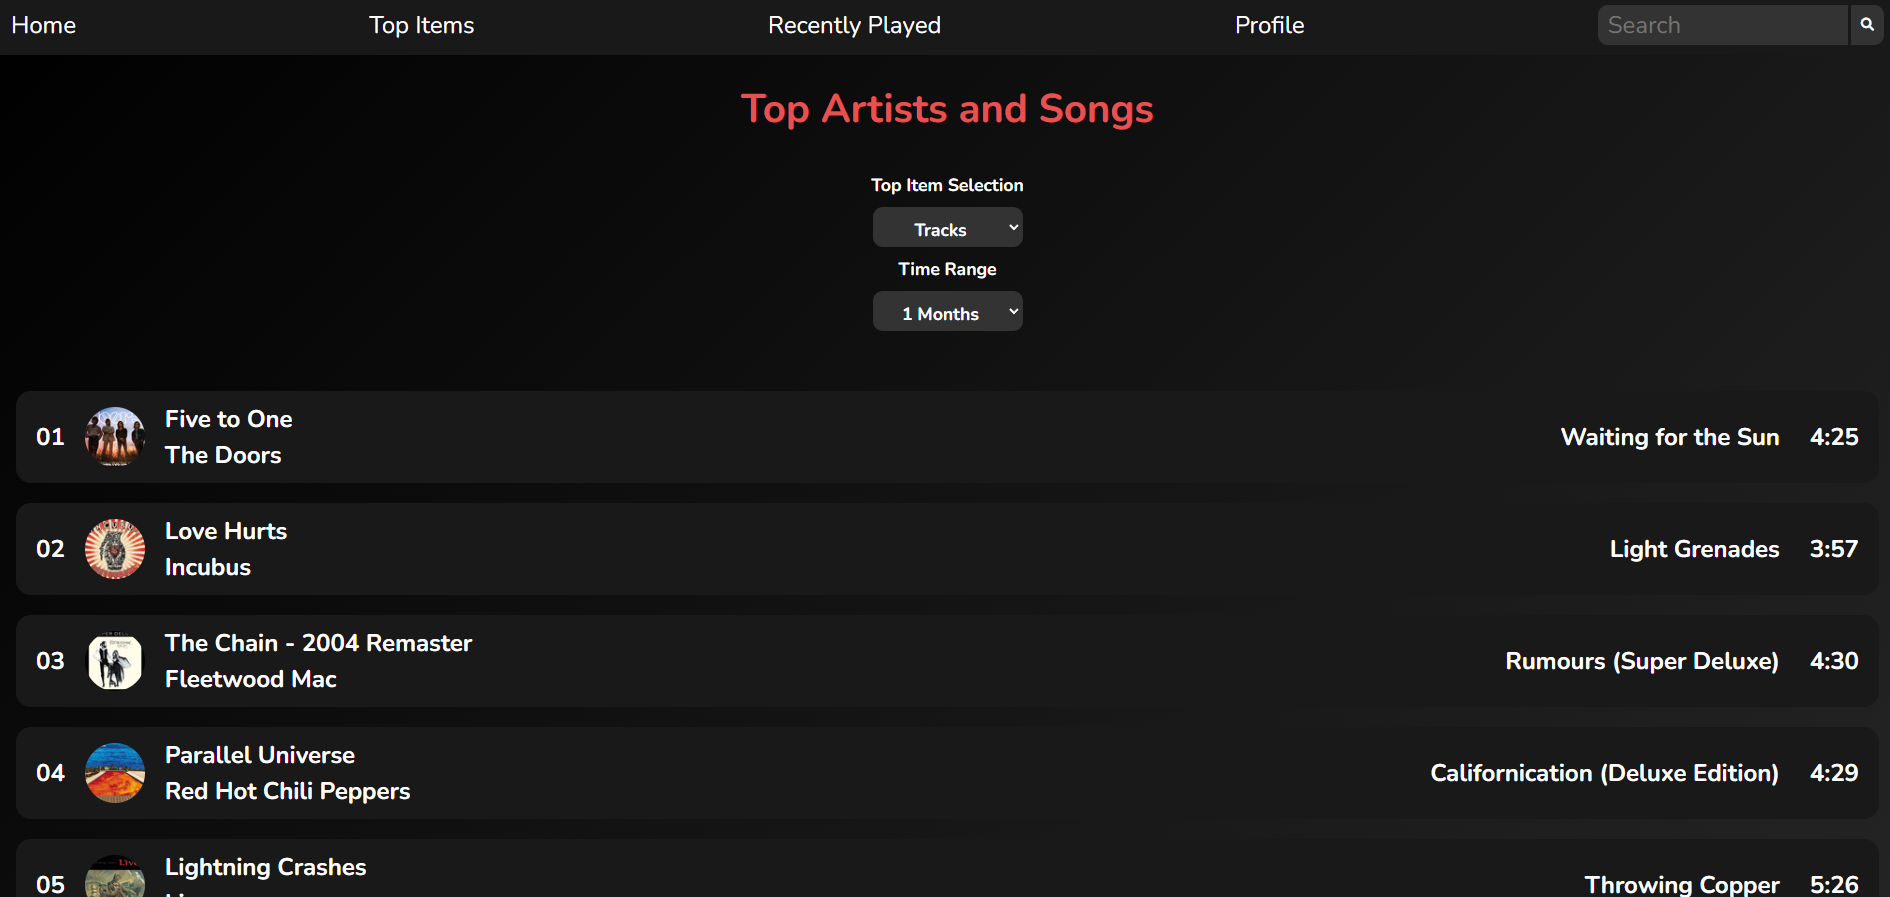 Home Top Items Recently Played Profile Search
Top Artists and Songs
Top Item Selection
Tracks
Time Range
1 Months
01 Five to One
The Doors
Waiting for the Sun 4:25
02 Love Hurts
Incubus
Light Grenades 3:57
03 The Chain - 2004 Remaster
Fleetwood Mac
Rumours (Super Deluxe) 4:30
04 Parallel Universe
Red Hot Chili Peppers
Californication (Deluxe Edition) 4:29
05 Lightning Crashes
Throwing Copper 5:26